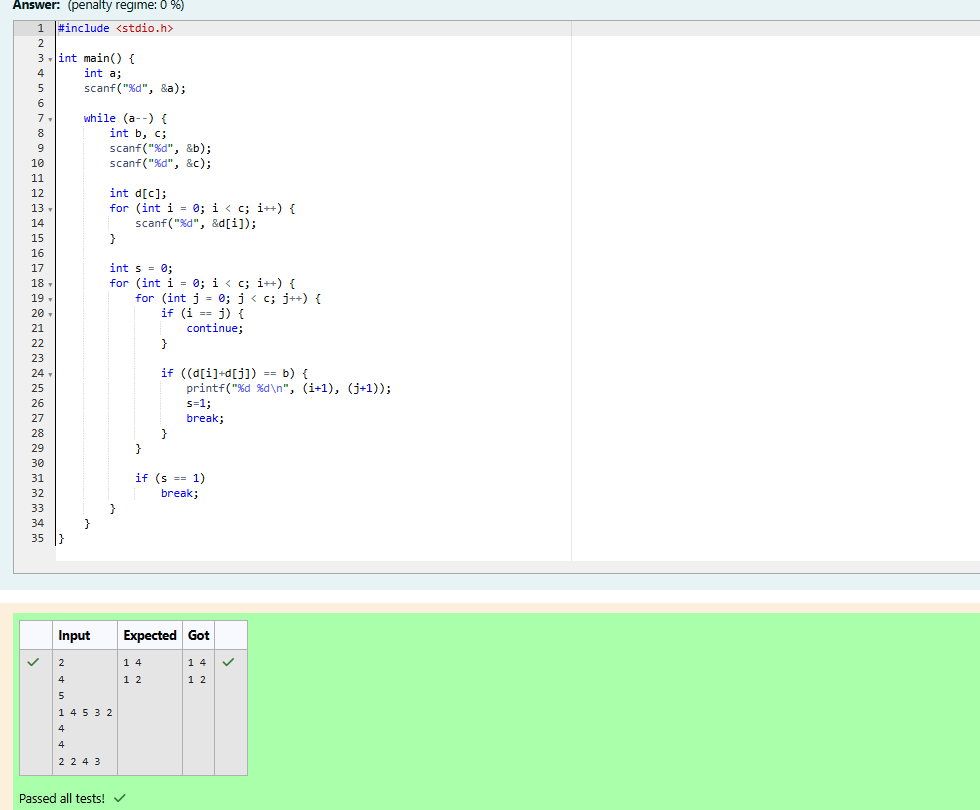 Answer: (penalty regime: 0 %)
1 #include <stdio.h>
2
3 int main() {
4     int a;
5     scanf("%d", &a);
6
7     while (a--) {
8         int b, c;
9         scanf("%d", &b);
10         scanf("%d", &c);
11
12         int d[c];
13         for (int i = 0; i < c; i++) {
14             scanf("%d", &d[i]);
15         }
16
17         int s = 0;
18         for (int i = 0; i < c; i++) {
19             for (int j = 0; j < c; j++) {
20                 if (i == j) {
21                     continue;
22                 }
23
24                 if ((d[i]+d[j]) == b) {
25                     printf("%d %d\n", (i+1), (j+1));
26                     s=1;
27                     break;
28                 }
29             }
30
31             if (s == 1)
32                 break;
33         }
34     }
35 }
Input Expected Got
2 1 4 1 4
4 1 2 1 2
5
1 4 5 3 2
4
4
2 2 4 3
Passed all tests!